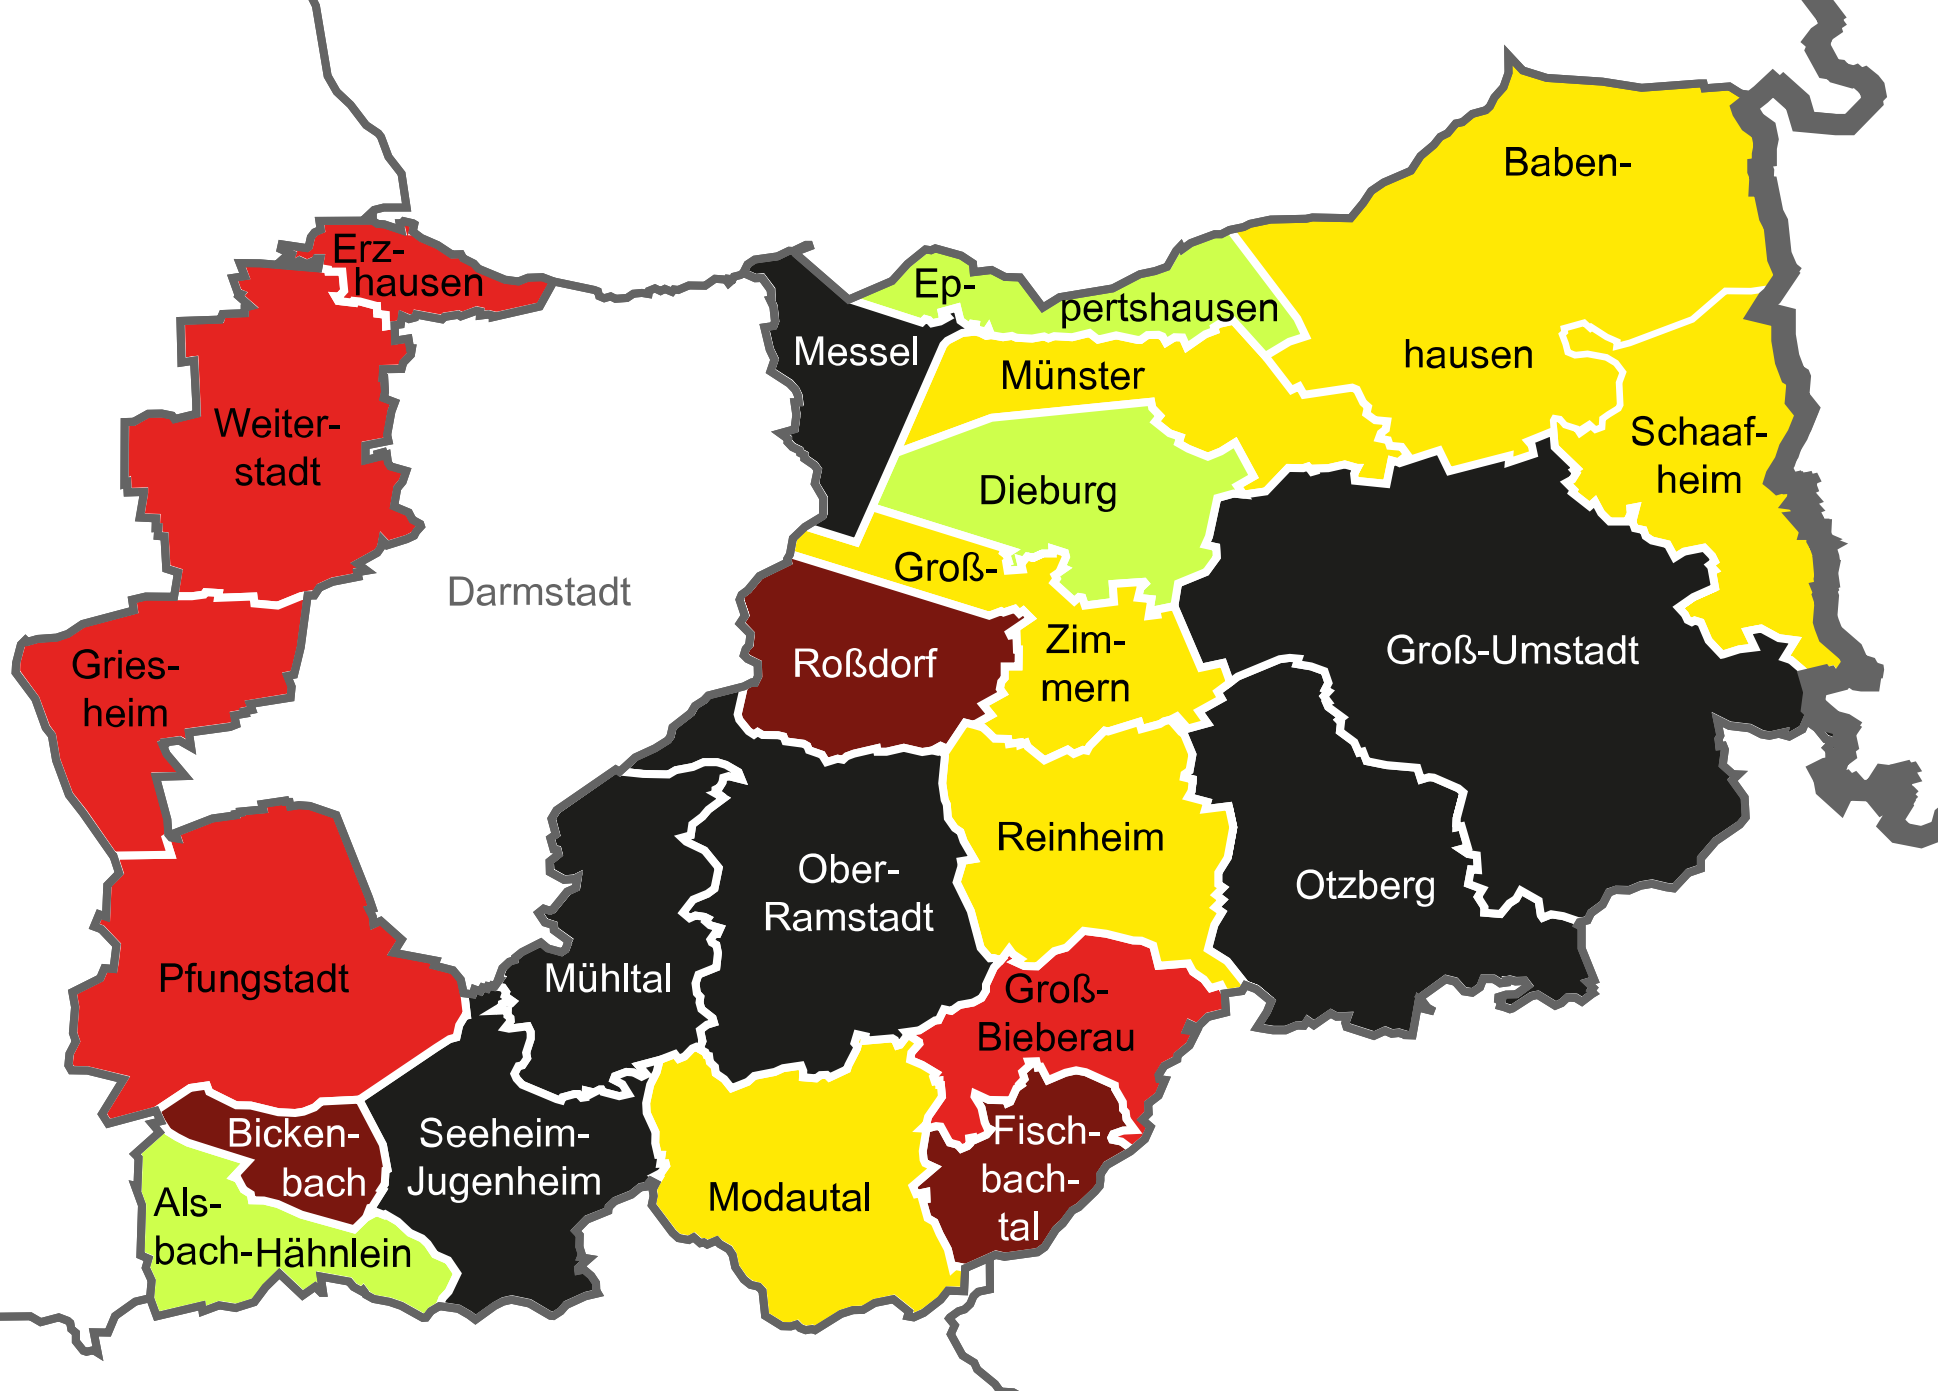 Baben-
hausen
Erz-
hausen
Ep-
pertshausen
Messel
Münster
Weiter-
stadt
Schaaf-
heim
Dieburg
Groß-
Zim-
mern
Darmstadt
Roßdorf
Groß-Umstadt
Gries-
heim
Reinheim
Otzberg
Ober-
Ramstadt
Pfungstadt
Mühltal
Groß-
Bieberau
Bicken-
bach
Seeheim-
Jugenheim
Fisch-
bach-
tal
Modautal
Als-
bach-Hähnlein